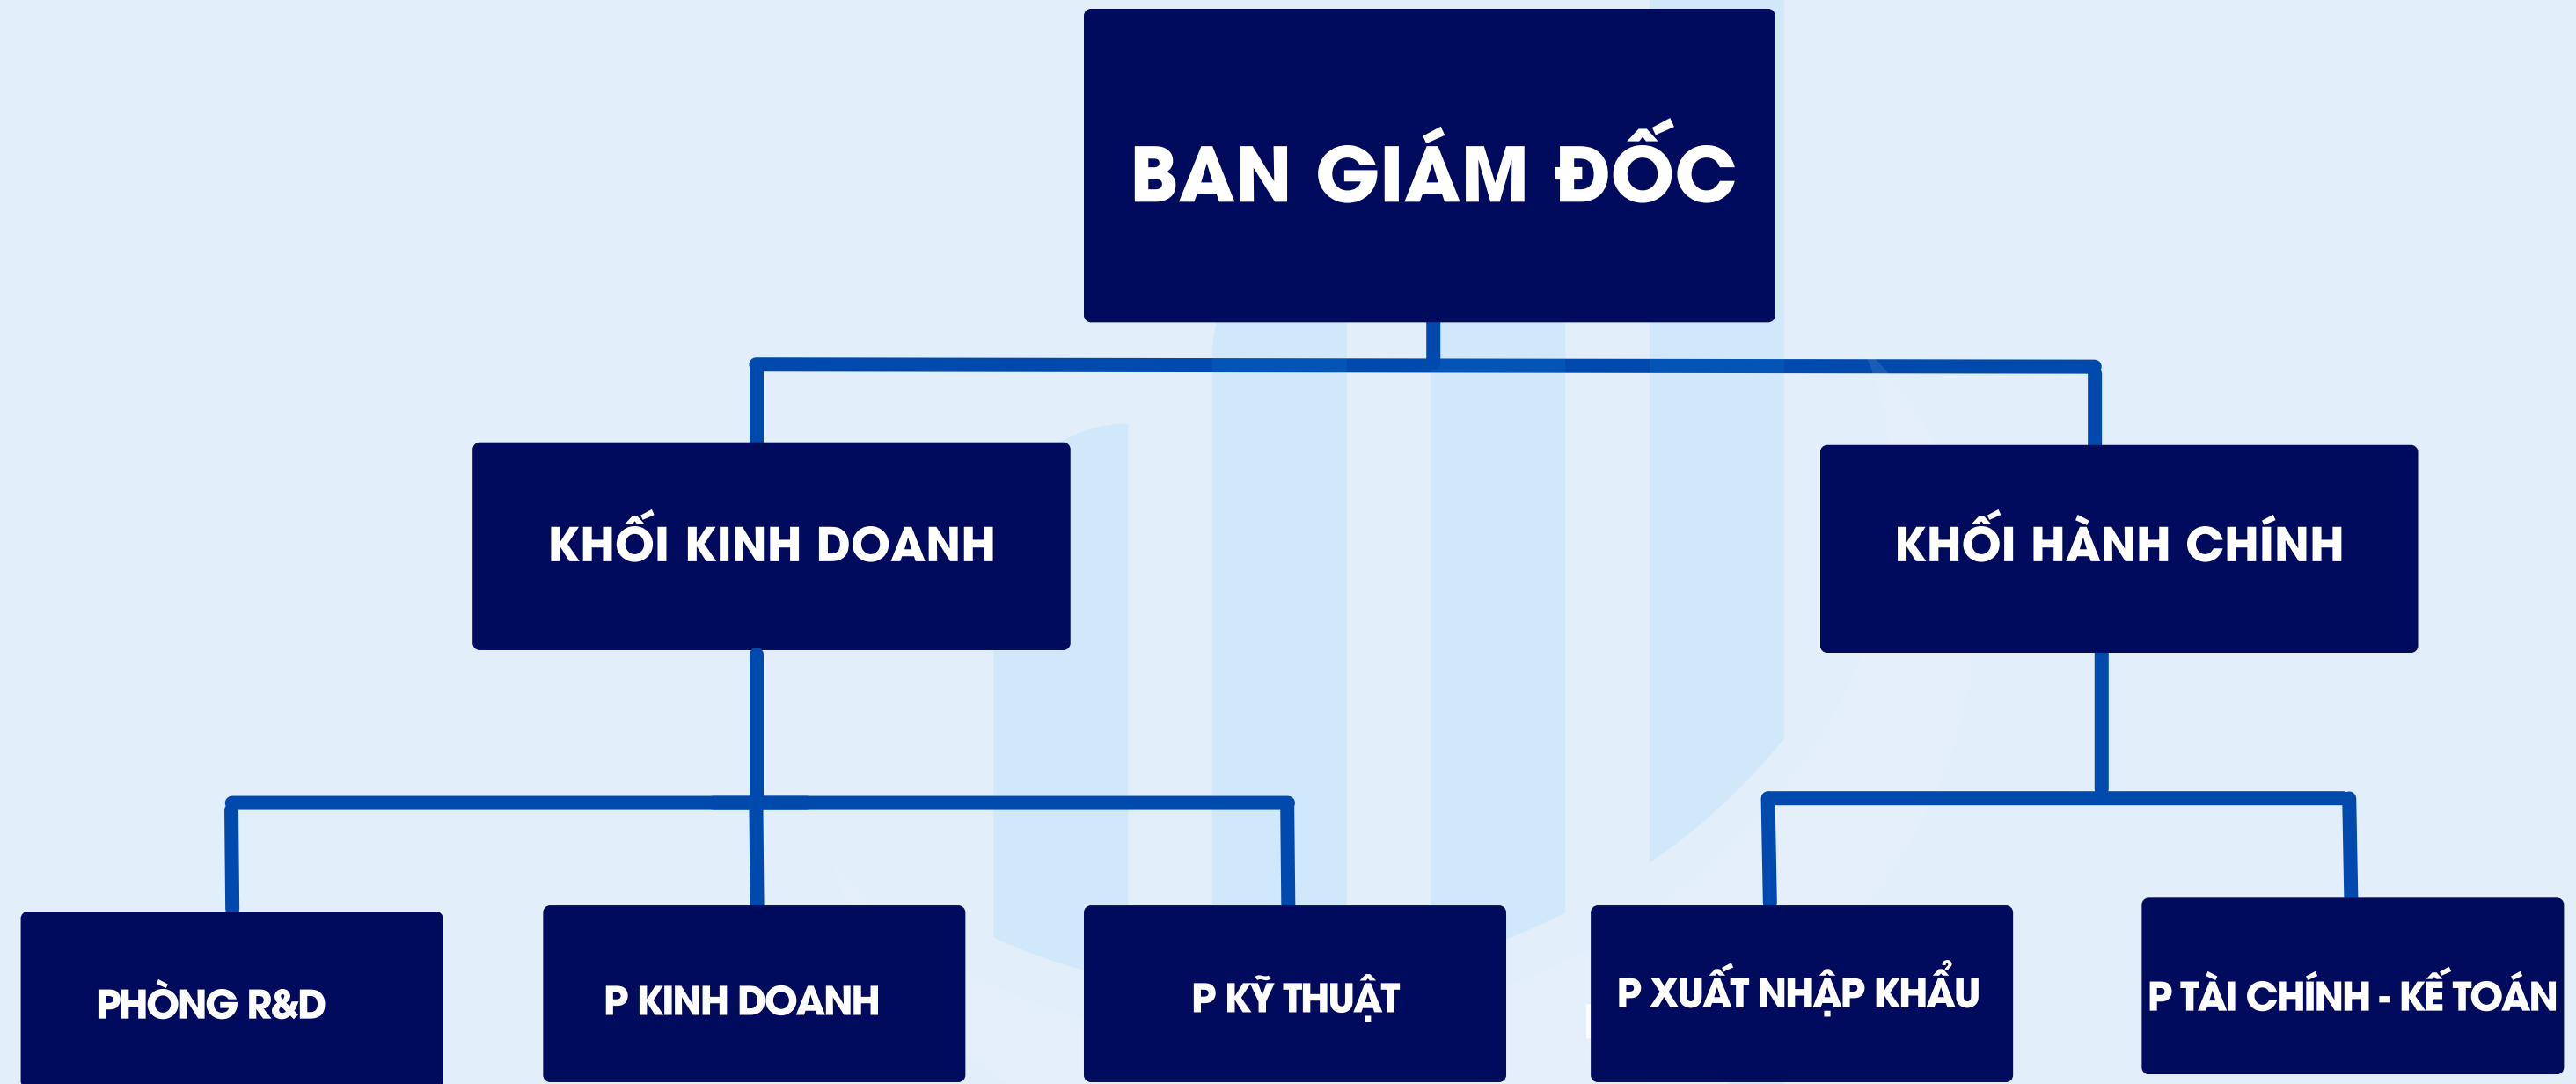 BAN GIÁM ĐỐC
KHỐI KINH DOANH
KHỐI HÀNH CHÍNH
PHÒNG R&D
P KINH DOANH
P KỸ THUẬT
P XUẤT NHẬP KHẨU
P TÀI CHÍNH - KẾ TOÁN